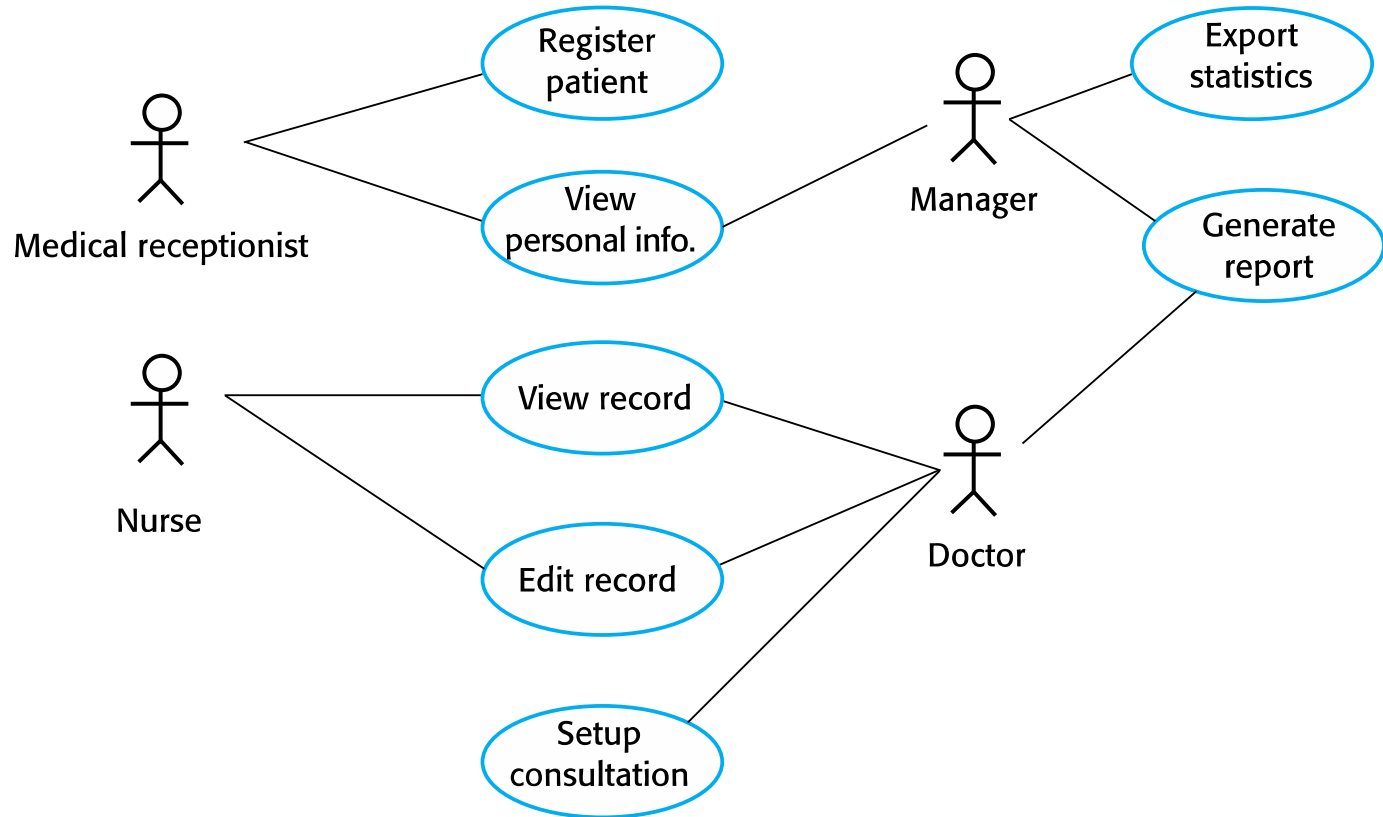 Register
patient
Export
statistics
Medical receptionist
View
personal info.
Manager
Generate
report
Nurse
View record
Edit record
Doctor
Setup
consultation